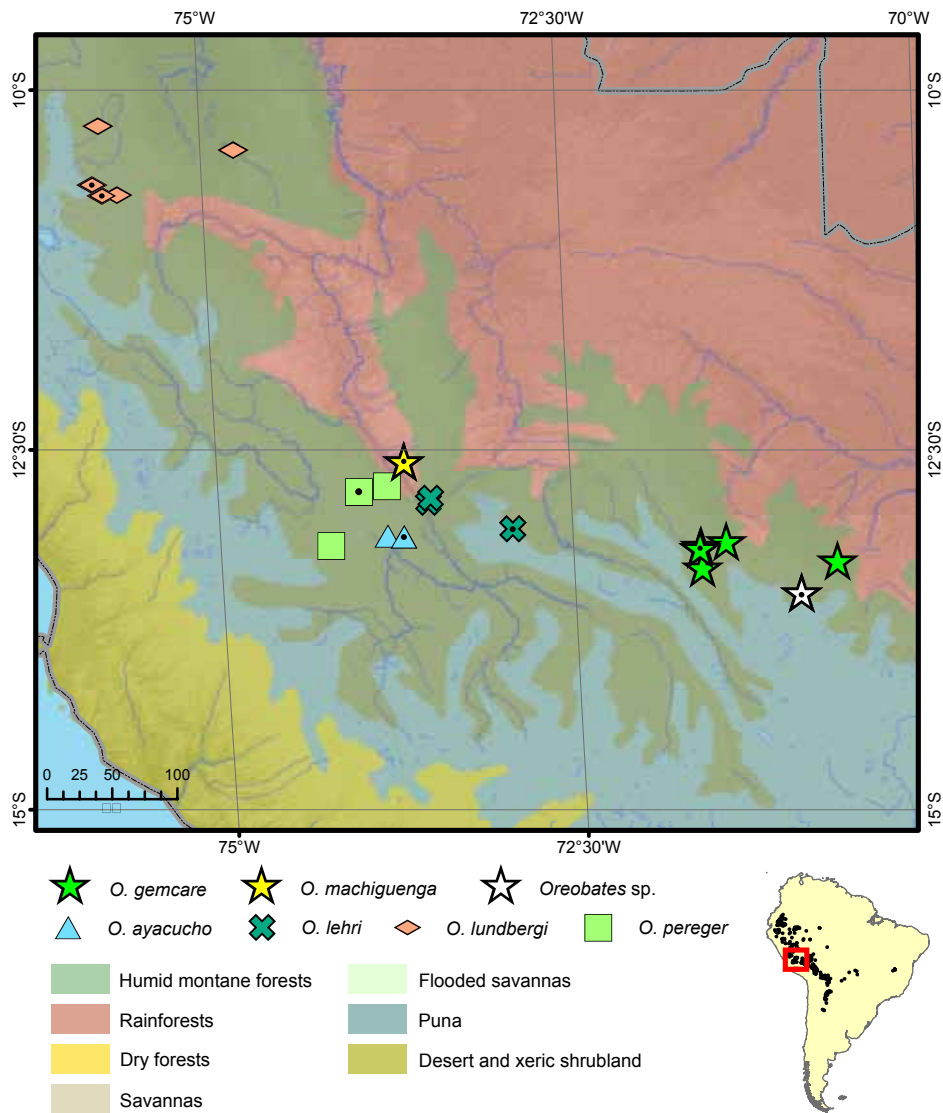 75°W 72°30'W 70°W
10°S 10°S
12°30'S 12°30'S
15°S 15°S
0 25 50 100
75°W 72°30'W
O. gemcare O. machiguenga Oreobates sp.
O. ayacucho O. lehri O. lundbergi O. pereger
Humid montane forests Flooded savannas
Rainforests Puna
Dry forests Desert and xeric shrubland
Savannas